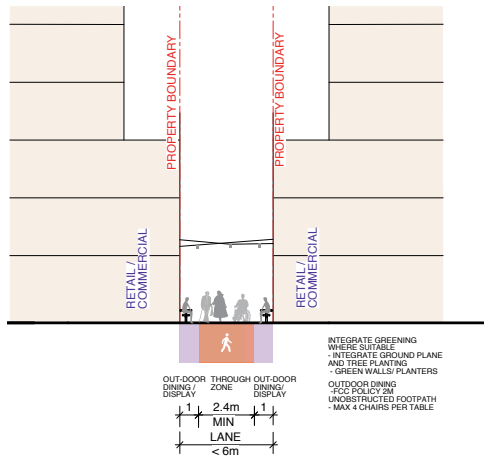 PROPERTY BOUNDARY
PROPERTY BOUNDARY
RETAIL /
COMMERCIAL
RETAIL /
COMMERCIAL
OUT-DOOR
DINING /
DISPLAY
THROUGH
ZONE
OUT-DOOR
DINING/
DISPLAY
1
2.4m
1
MIN
LANE
< 6m
INTEGRATE GREENING
WHERE SUITABLE
- INTEGRATE GROUND PLANE
AND TREE PLANTING
- GREEN WALLS/ PLANTERS
OUTDOOR DINING
-FCC POLICY 2M
UNOBSTRUCTED FOOTPATH
- MAX 4 CHAIRS PER TABLE